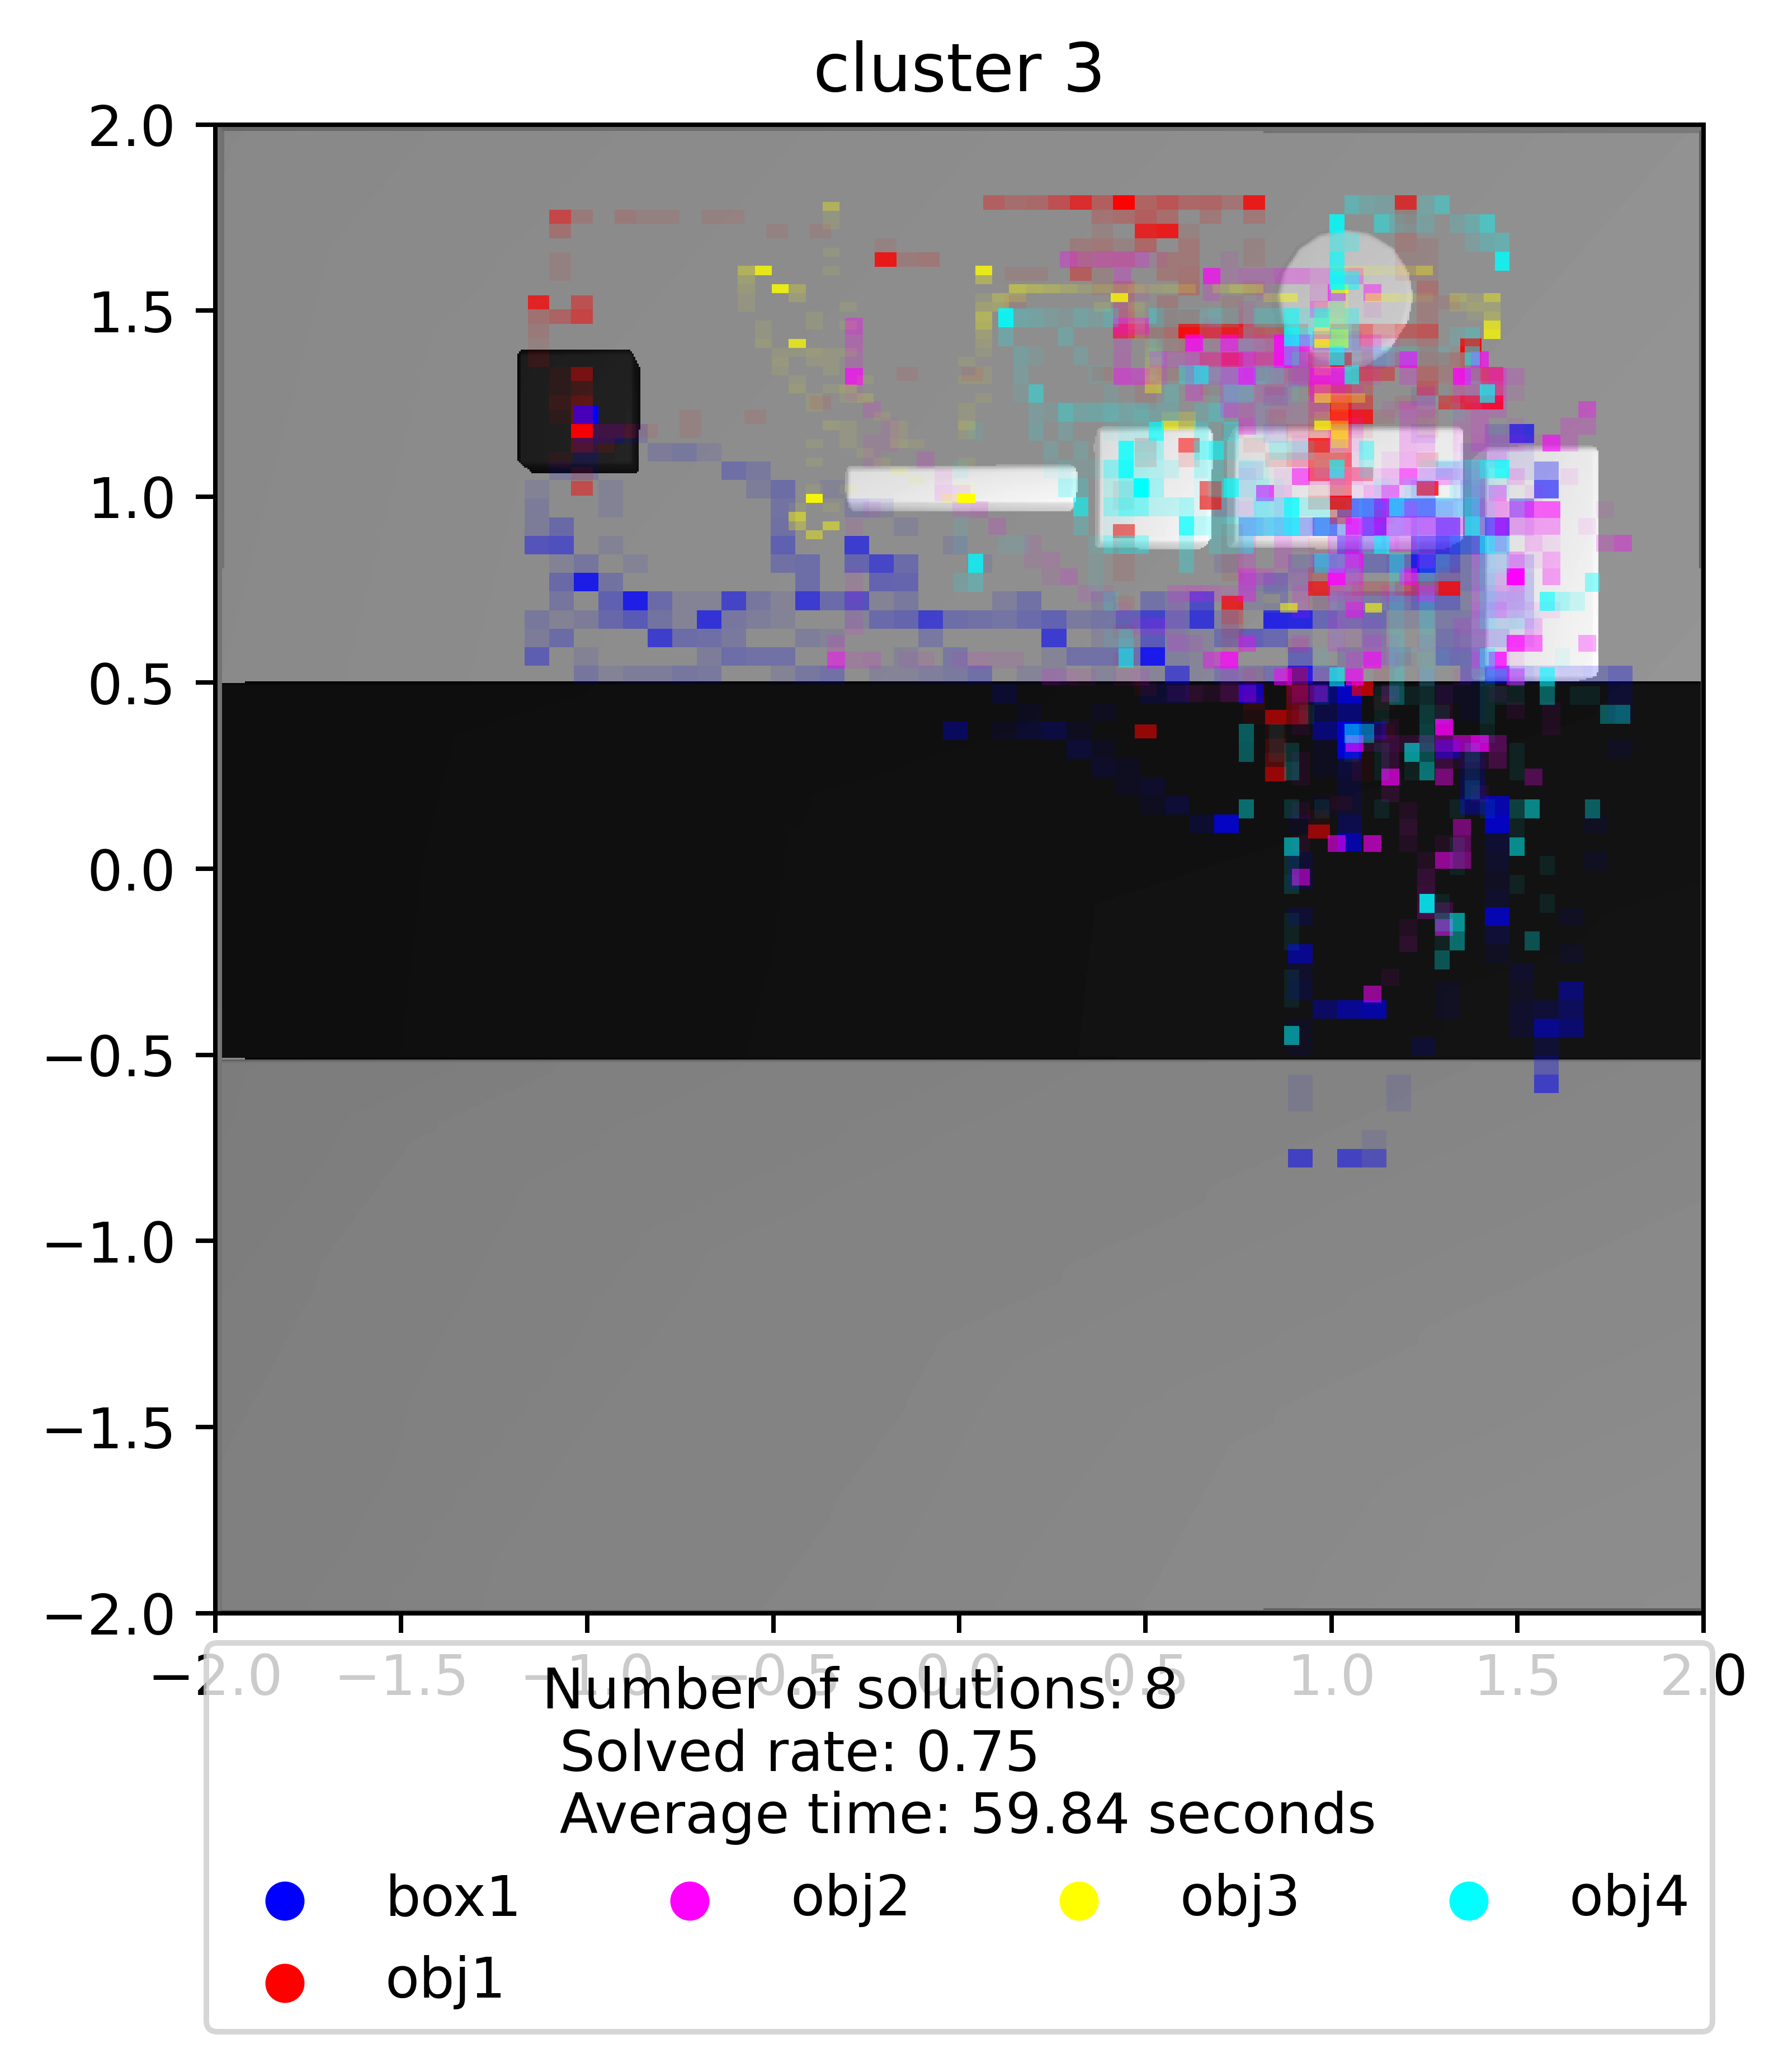 cluster 3
2.0
1.5
1.0
0.5
0.0
−0.5
−1.0
−1.5
−2.0
−2.0 −1.5 −1.0 −0.5 0.0 0.5 1.0 1.5 2.0
Number of solutions: 8
Solved rate: 0.75
Average time: 59.84 seconds
box1 obj2 obj3 obj4
obj1